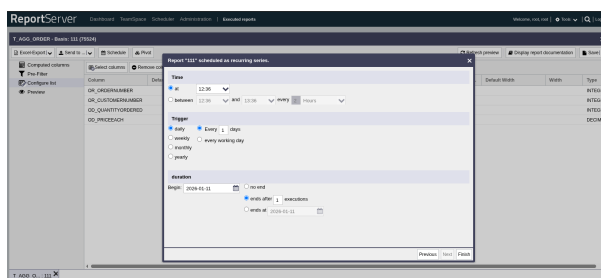 ReportServer Dashboard TeamSpace Scheduler Administration | Executed reports Welcome, root, root | Tools | Log
T_AGG_ORDER - Basis: 111 (75524)
Excel-Export Send to ... Schedule Pivot Refresh preview Display report documentation Save
Computed columns
Pre-Filter
Configure list
Preview
Select columns Remove
Column Default Width Width Type
OR_ORDERNUMBER INTEG
OR_CUSTOMERNUMBER INTEG
OD_QUANTITYORDERED INTEG
OD_PRICEEACH DECIM
Report "111" scheduled as recurring series.
Time
at 12:36
between 12:36 and 13:36 every Hours
Trigger
daily Every 1 days
weekly every working day
monthly
yearly
duration
Begin: 2026-01-11 no end
ends after 1 executions
ends at 2026-01-11
Previous Next Finish
T_AGG_O... : 111